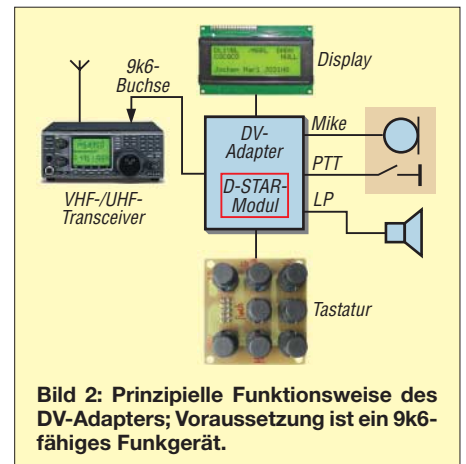 9k6-
Buchse
Display
VHF-/UHF-
Transceiver
DV-
Adapter
D-STAR-
Modul
Mike
PTT
LP
Tastatur
Bild 2: Prinzipielle Funktionsweise des
DV-Adapters; Voraussetzung ist ein 9k6-
fähiges Funkgerät.